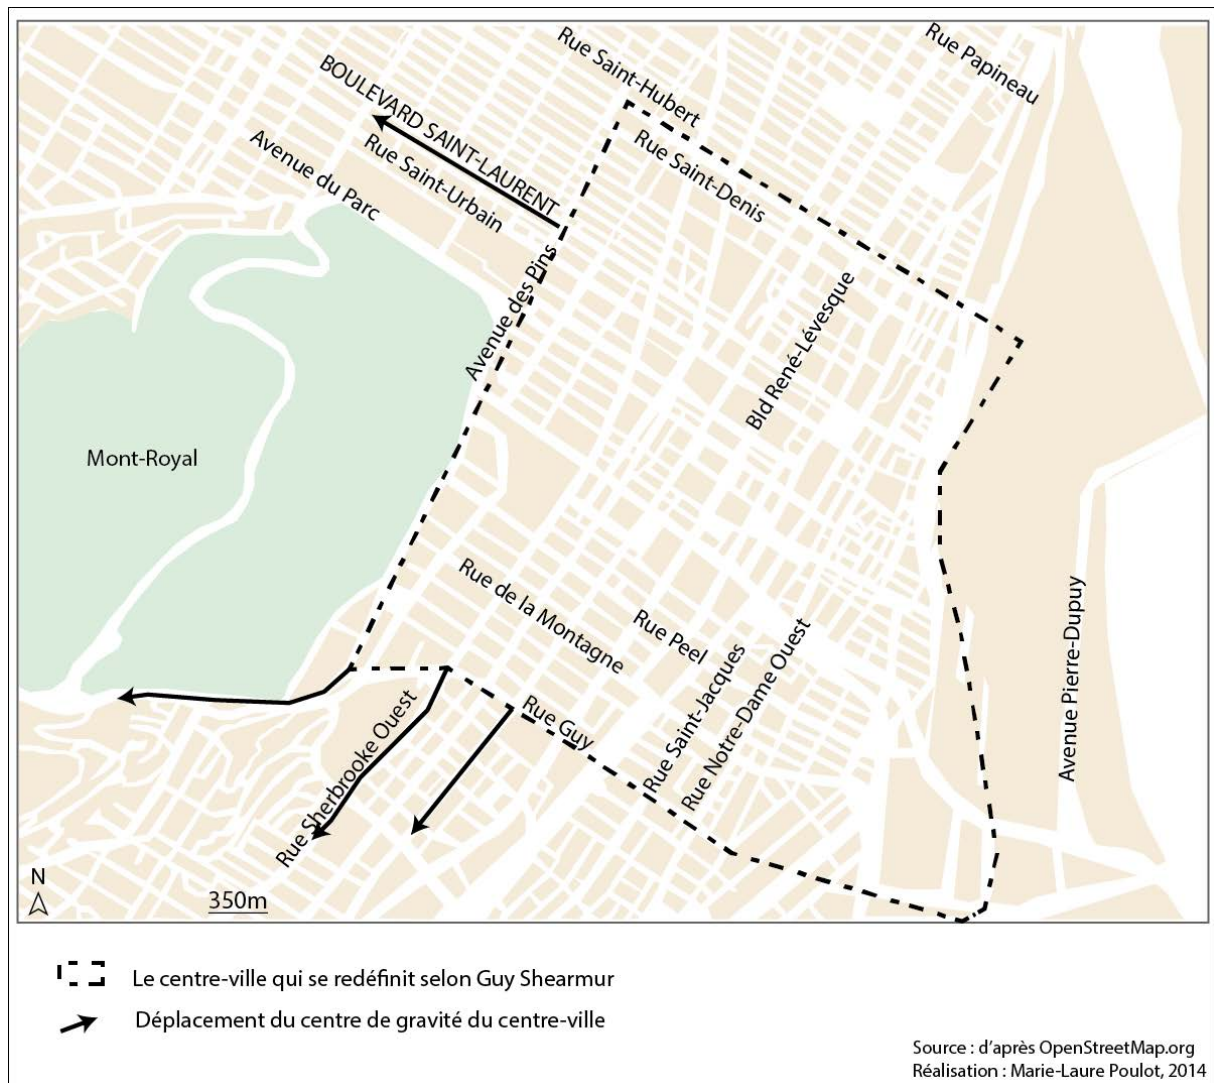 Rue Saint-Hubert
Rue Papineau
BOULEVARD SAINT-LAURENT
Rue Saint-Denis
Rue Saint-Urbain
Avenue du Parc
Avenue des Pins
Bld René-Lévesque
Mont-Royal
Rue de la Montagne
Rue Peel
Rue Saint-Jacques
Rue Notre-Dame Ouest
Avenue Pierre-Dupuy
Rue Guy
Rue Sherbrooke Ouest
N
350m
Le centre-ville qui se redéfinit selon Guy Shearmur
Déplacement du centre de gravité du centre-ville
Source : d'après OpenStreetMap.org
Réalisation : Marie-Laure Poulot, 2014